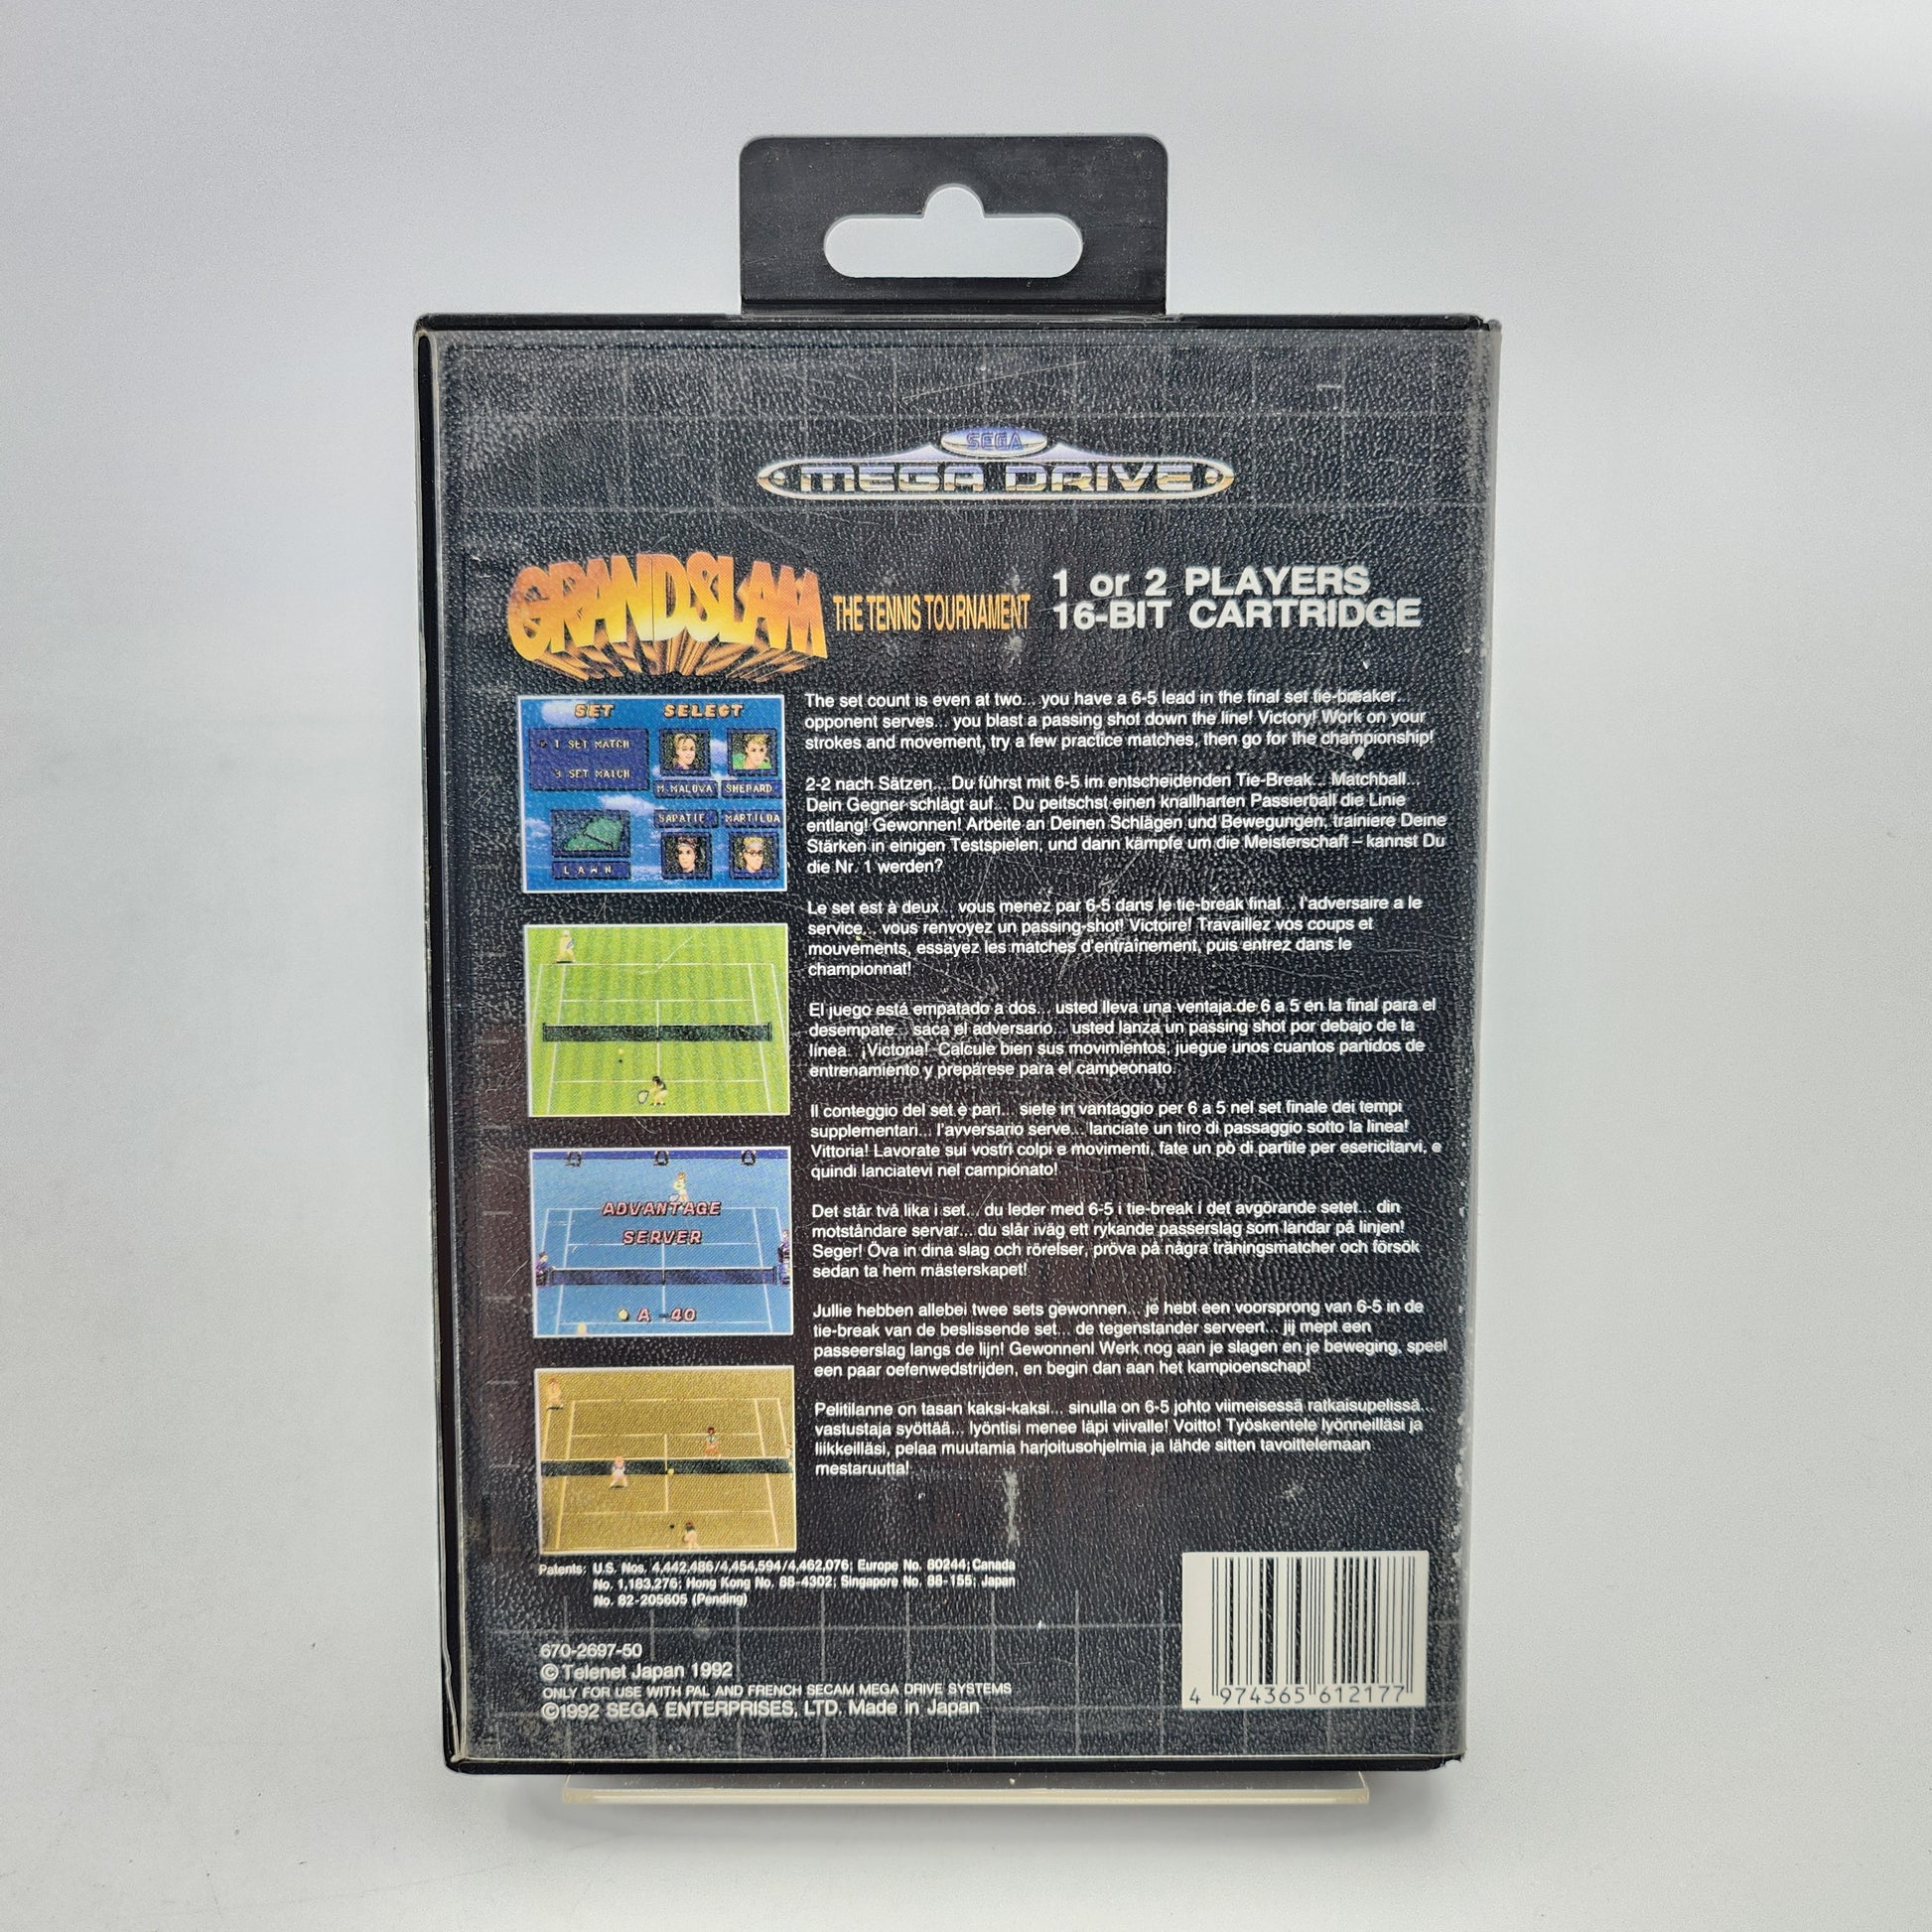 SEGA
MEGA DRIVE
GRANDSLAM
THE TENNIS TOURNAMENT
1 or 2 PLAYERS
16-BIT CARTRIDGE
SET SELECT
1 SET MATCH
3 SET MATCH
M.MALOVA SHEPARD
SAPATIE MARTILDA
LAWN
The set count is even at two... you have a 6-5 lead in the final set tie-breaker..
opponent serves... you blast a passing shot down the line! Victory! Work on your
strokes and movement, try a few practice matches, then go for the championship!
2-2 nach Sätzen... Du führst mit 6-5 im entscheidenden Tie-Break... Matchball...
Dein Gegner schlägt auf... Du peitschst einen knallharten Passierball die Linie
entlang! Gewonnen! Arbeite an Deinen Schlägen und Bewegungen, trainiere Deine
Stärken in einigen Testspielen, und dann kämpfe um die Meisterschaft – kannst Du
die Nr. 1 werden?
Le set est à deux... vous menez par 6-5 dans le tie-break final... l'adversaire a le
service... vous renvoyez un passing-shot! Victoire! Travaillez vos coups et
mouvements, essayez les matches d'entraînement, puis entrez dans le
championnat!
El juego está empatado a dos... usted lleva una ventaja de 6 a 5 en la final para el
desempate... saca el adversario... usted lanza un passing shot por debajo de la
línea. ¡Victoria! Calcule bien sus movimientos, juegue unos cuantos partidos de
entrenamiento y prepárese para el campeonato.
Il conteggio del set è pari... siete in vantaggio per 6 a 5 nel set finale dei tempi
supplementari... l'avversario serve... lanciate un tiro di passaggio sotto la linea!
Vittoria! Lavorate sui vostri colpi e movimenti, fate un pò di partite per esericitarvi, e
quindi lanciatevi nel campionato!
ADVANTAGE
SERVER
A -40
Det står två lika i set... du leder med 6-5 i tie-break i det avgörande setet... din
motståndare servar... du slår iväg ett rykande passerslag som landar på linjen!
Seger! Öva in dina slag och rörelser, pröva på några träningsmatcher och försök
sedan ta hem mästerskapet!
Jullie hebben allebei twee sets gewonnen... je hebt een voorsprong van 6-5 in de
tie-break van de beslissende set... de tegenstander serveert... jij mept een
passeerslag langs de lijn! Gewonnen! Werk nog aan je slagen en je beweging, speel
een paar oefenwedstrijden, en begin dan aan het kampioenschap!
Pelitilanne on tasan kaksi-kaksi... sinulla on 6-5 johto viimeisessä ratkaisupelissä...
vastustaja syöttää... lyöntisi menee läpi viivalle! Voitto! Työskentele lyönneilläsi ja
liikkeilläsi, pelaa muutamia harjoitusohjelmia ja lähde sitten tavoittelemaan
mestaruutta!
Patents: U.S. Nos. 4,442,486/4,454,594/4,462,076; Europe No. 80244; Canada
No. 1,183,276; Hong Kong No. 88-4302; Singapore No. 88-155; Japan
No. 82-205605 (Pending)
670-2697-50
© Telenet Japan 1992
ONLY FOR USE WITH PAL AND FRENCH SECAM MEGA DRIVE SYSTEMS
©1992 SEGA ENTERPRISES, LTD. Made in Japan
4 974365 612177